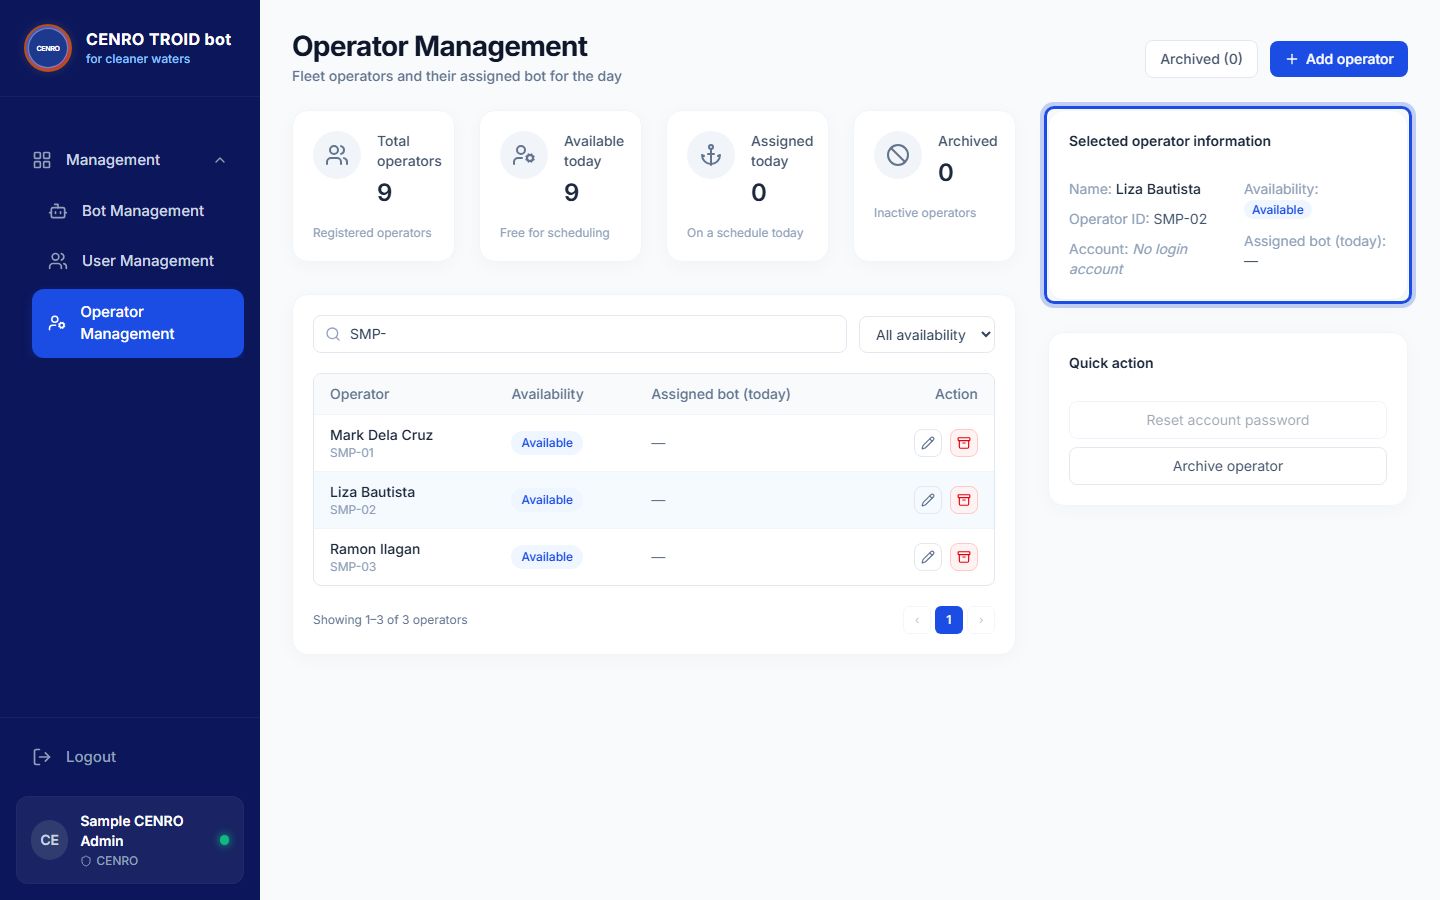 CENRO
CENRO TROID bot
for cleaner waters
Management
Bot Management
User Management
Operator
Management
Logout
CE
Sample CENRO
Admin
CENRO
Operator Management
Fleet operators and their assigned bot for the day
Archived (0)
+ Add operator
Total
operators
9
Registered operators
Available
today
9
Free for scheduling
Assigned
today
0
On a schedule today
Archived
0
Inactive operators
SMP-
All availability
Operator Availability Assigned bot (today) Action
Mark Dela Cruz
SMP-01
Available
—
Liza Bautista
SMP-02
Available
—
Ramon Ilagan
SMP-03
Available
—
Showing 1–3 of 3 operators
‹ 1 ›
Selected operator information
Name: Liza Bautista
Operator ID: SMP-02
Account: No login
account
Availability:
Available
Assigned bot (today):
—
Quick action
Reset account password
Archive operator